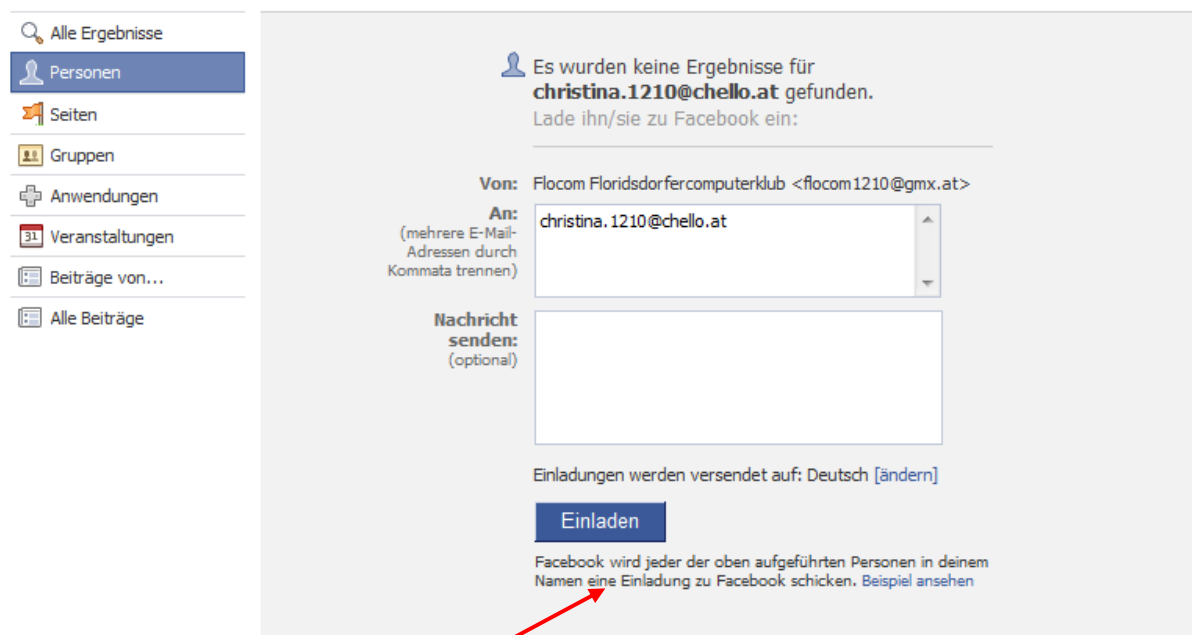 Alle Ergebnisse
Personen
Seiten
Gruppen
Anwendungen
31 Veranstaltungen
Beiträge von...
Alle Beiträge
Es wurden keine Ergebnisse für
christina.1210@chello.at gefunden.
Lade ihn/sie zu Facebook ein:
Von: Flocom Floridsdorfercomputerklub <flocom1210@gmx.at>
An: christina.1210@chello.at
(mehrere E-Mail-
Adressen durch
Kommata trennen)
Nachricht
senden:
(optional)
Einladungen werden versendet auf: Deutsch [ändern]
Einladen
Facebook wird jeder der oben aufgeführten Personen in deinem
Namen eine Einladung zu Facebook schicken. Beispiel ansehen